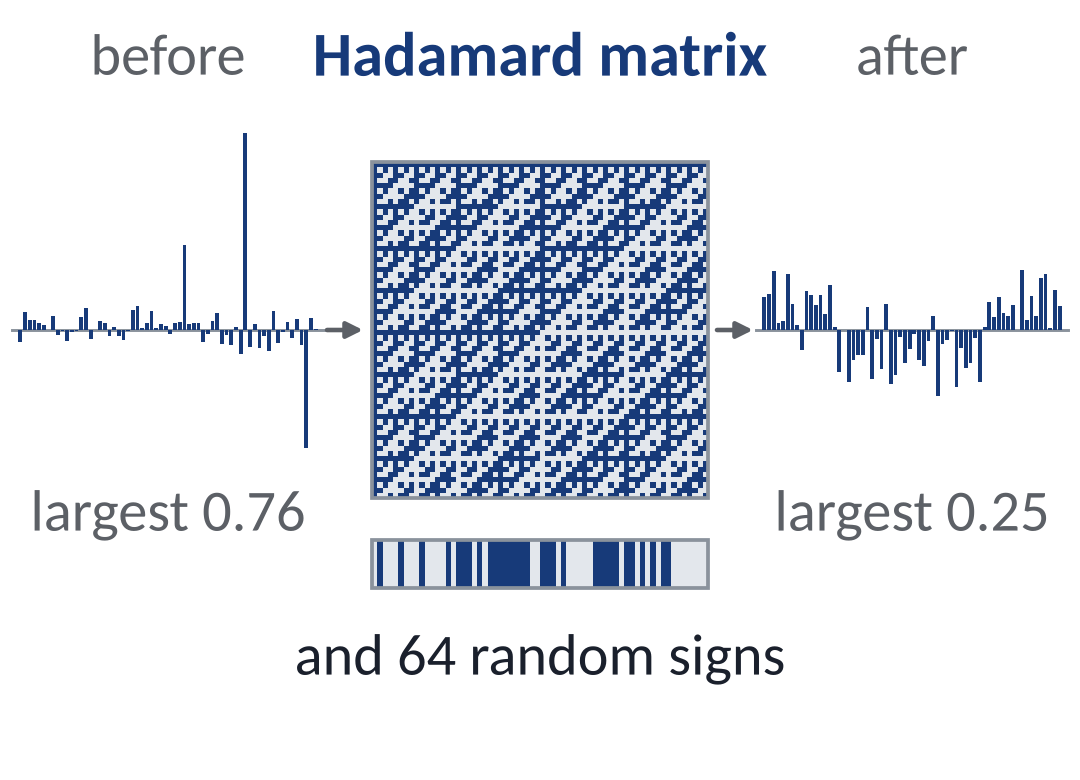 before
Hadamard matrix
after
largest 0.76
largest 0.25
and 64 random signs